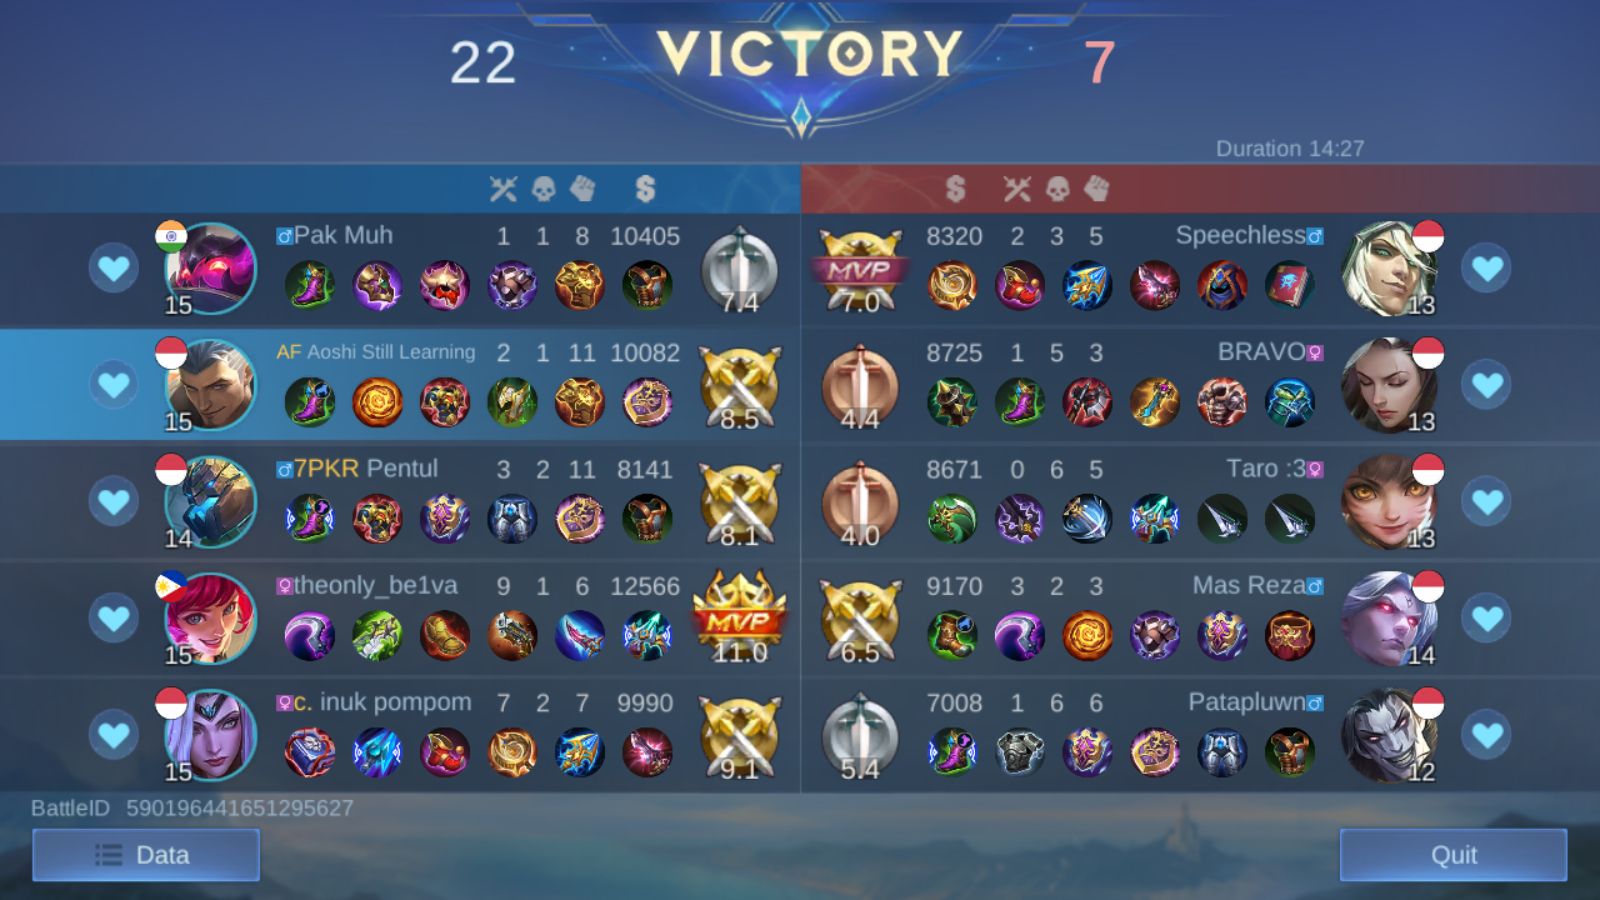 22 VICTORY 7
Duration 14:27
Pak Muh 1 1 8 10405 7.4
15
MVP 7.0 8320 2 3 5 Speechless
13
AF Aoshi Still Learning 2 1 11 10082 8.5
15
4.4 8725 1 5 3 BRAVO
13
7PKR Pentul 3 2 11 8141 8.1
14
4.0 8671 0 6 5 Taro :3
13
theonly_be1va 9 1 6 12566 MVP 11.0
15
6.5 9170 3 2 3 Mas Reza
14
c. inuk pompom 7 2 7 9990 9.1
15
5.4 7008 1 6 6 Patapluwn
12
BattleID 590196441651295627
Data
Quit